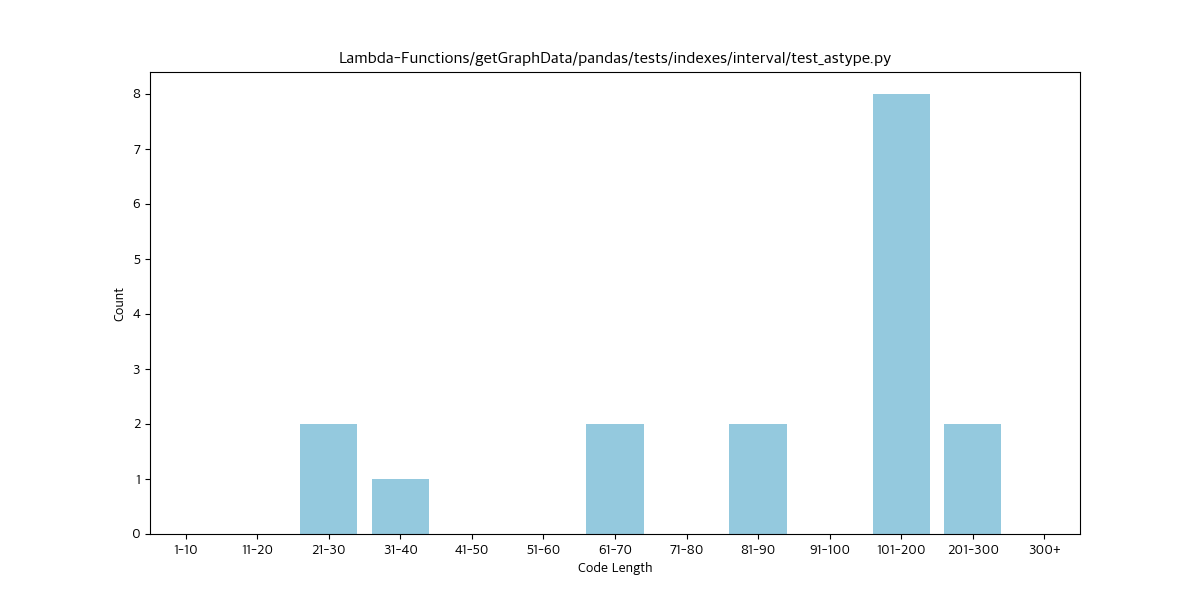 Lambda-Functions/getGraphData/pandas/tests/indexes/interval/test_astype.py
8
7
6
5
4
3
2
1
0
Count
1-10 11-20 21-30 31-40 41-50 51-60 61-70 71-80 81-90 91-100 101-200 201-300 300+
Code Length